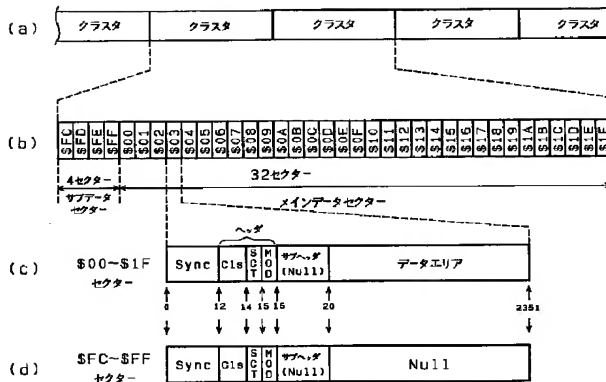 (a) クラスタ クラスタ クラスタ クラスタ クラスタ
(b) $FC $FD $FE $FF $00 $01 $02 $03 $04 $05 $06 $07 $08 $09 $0A $0B $0C $0D $0E $0F $10 $11 $12 $13 $14 $15 $16 $17 $18 $19 $1A $1B $1C $1D $1E $1F
4セクター 32セクター
サブデータ セクター メインデータセクター
ヘッダ
(c) $00~$1F セクター Sync Cls SCT MOD サブヘッダ (Null) データエリア
0 12 14 15 16 20 2351
(d) $FC~$FF セクター Sync Cls SCT MOD サブヘッダ (Null) Null